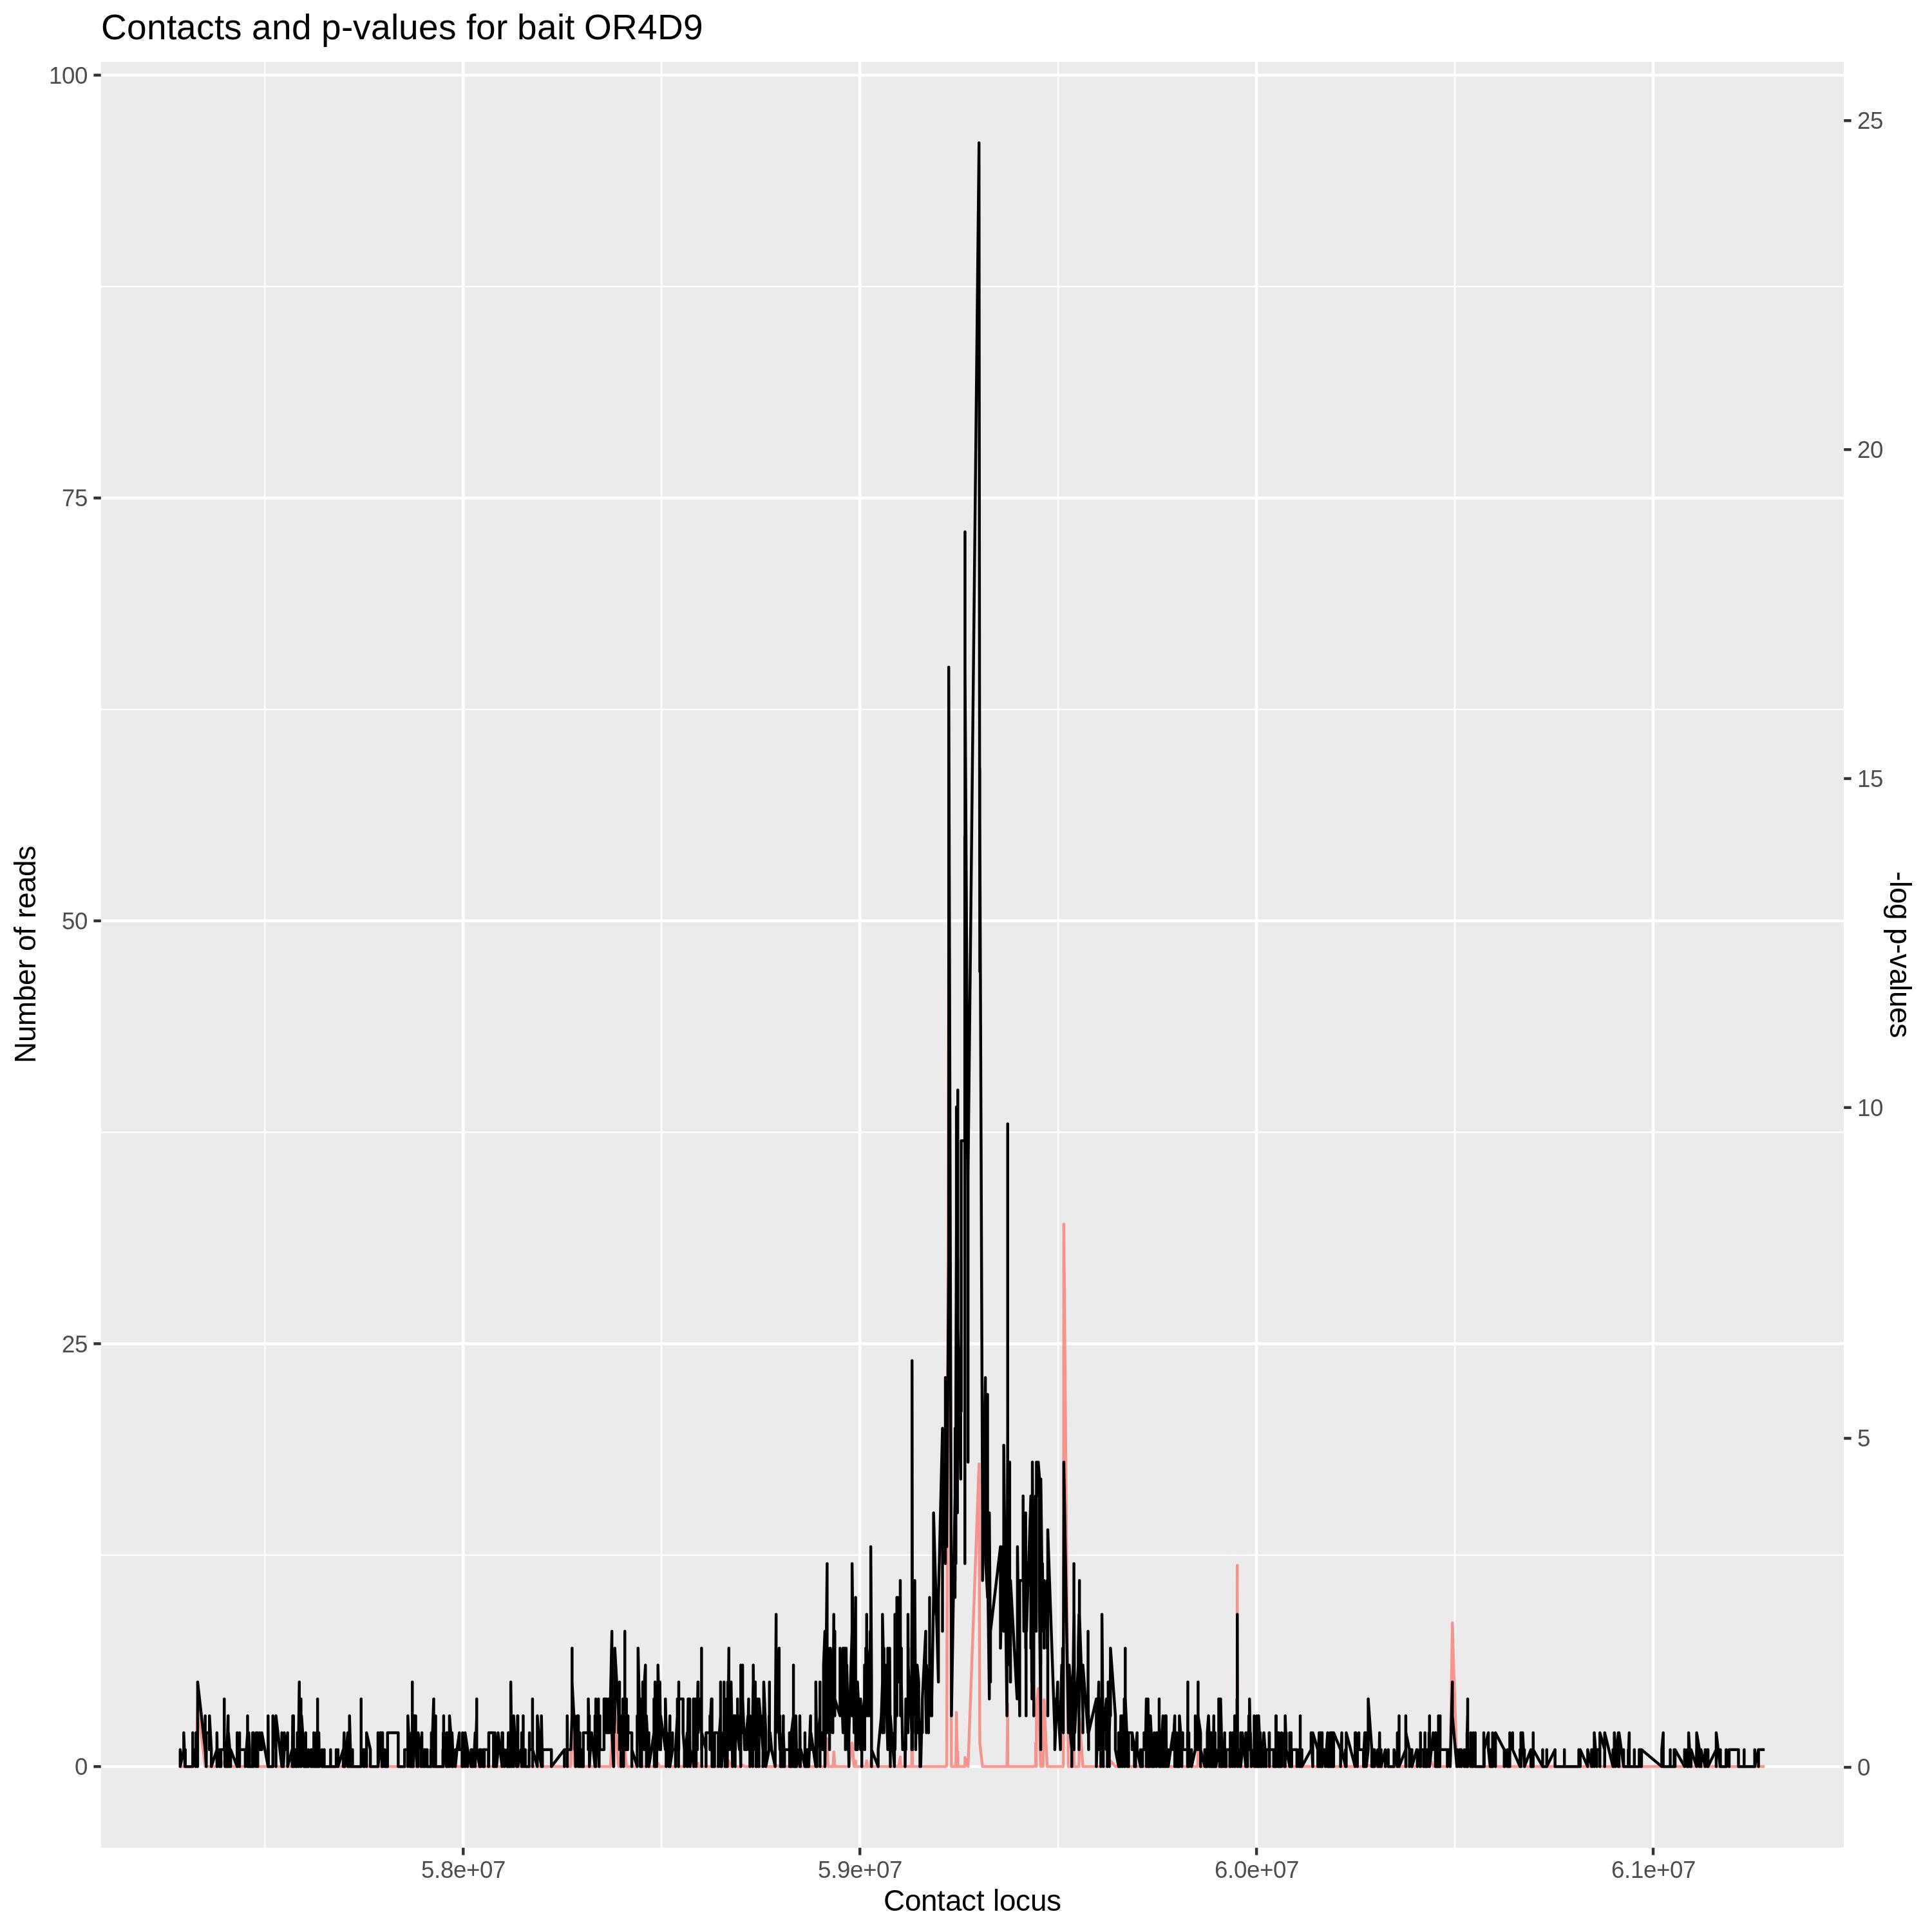 Contacts and p-values for bait OR4D9
100
75
50
25
0
Number of reads
25
20
15
10
5
0
-log p-values
5.8e+07
5.9e+07
6.0e+07
6.1e+07
Contact locus